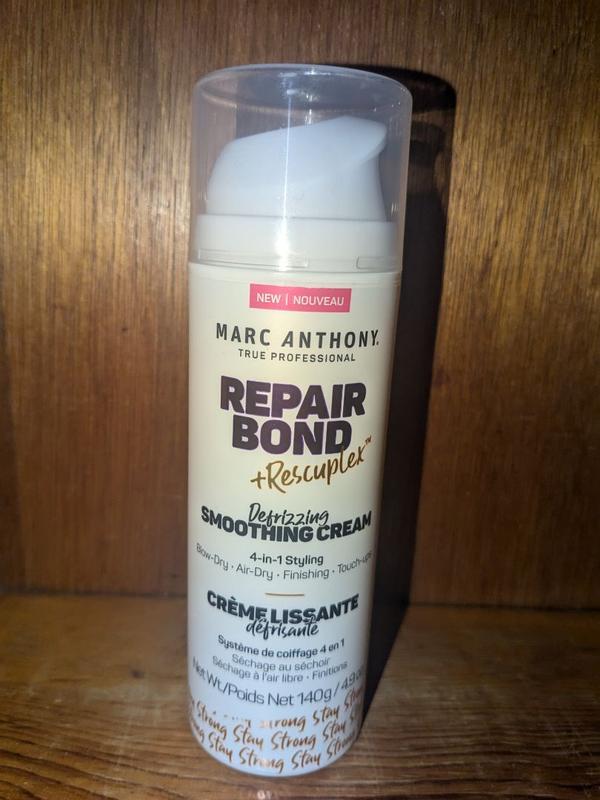 NEW | NOUVEAU
MARC ANTHONY.
TRUE PROFESSIONAL
REPAIR
BOND
+Rescuplex™
Defrizzing
SMOOTHING CREAM
4-in-1 Styling
Blow-Dry • Air-Dry • Finishing • Touch-ups
CRÈME LISSANTE
défrisante
Système de coiffage 4 en 1
Séchage au séchoir
Séchage à l'air libre • Finitions
Net Wt./Poids Net 140g / 4.9 oz
Strong Stay
Strong Stay Strong Stay
Strong Stay Strong Stay Strong